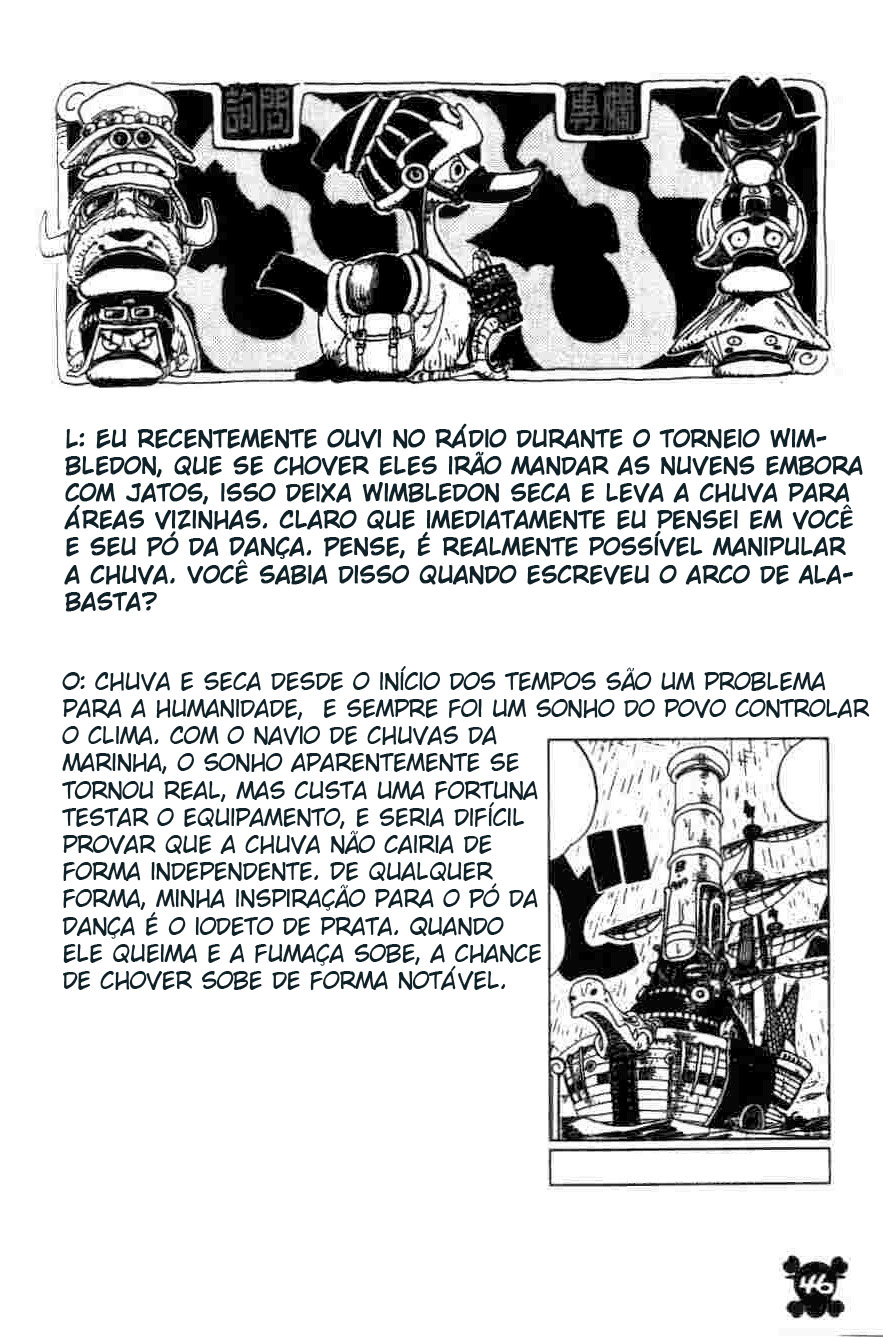 詢問 專欄
L: EU RECENTEMENTE OUVI NO RÁDIO DURANTE O TORNEIO WIM-
BLEDON, QUE SE CHOVER ELES IRÃO MANDAR AS NUVENS EMBORA
COM JATOS, ISSO DEIXA WIMBLEDON SECA E LEVA A CHUVA PARA
ÁREAS VIZINHAS. CLARO QUE IMEDIATAMENTE EU PENSEI EM VOCÊ
E SEU PÓ DA DANÇA. PENSE, É REALMENTE POSSÍVEL MANIPULAR
A CHUVA. VOCÊ SABIA DISSO QUANDO ESCREVEU O ARCO DE ALA-
BASTA?
O: CHUVA E SECA DESDE O INÍCIO DOS TEMPOS SÃO UM PROBLEMA
PARA A HUMANIDADE, E SEMPRE FOI UM SONHO DO POVO CONTROLAR
O CLIMA. COM O NAVIO DE CHUVAS DA
MARINHA, O SONHO APARENTEMENTE SE
TORNOU REAL, MAS CUSTA UMA FORTUNA
TESTAR O EQUIPAMENTO, E SERIA DIFÍCIL
PROVAR QUE A CHUVA NÃO CAIRIA DE
FORMA INDEPENDENTE. DE QUALQUER
FORMA, MINHA INSPIRAÇÃO PARA O PÓ DA
DANÇA É O IODETO DE PRATA. QUANDO
ELE QUEIMA E A FUMAÇA SOBE, A CHANCE
DE CHOVER SOBE DE FORMA NOTÁVEL.
46